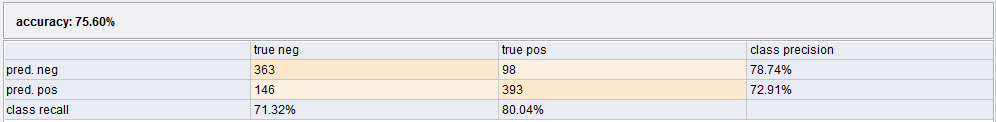 accuracy: 75.60%
true neg true pos class precision
pred. neg 363 98 78.74%
pred. pos 146 393 72.91%
class recall 71.32% 80.04%